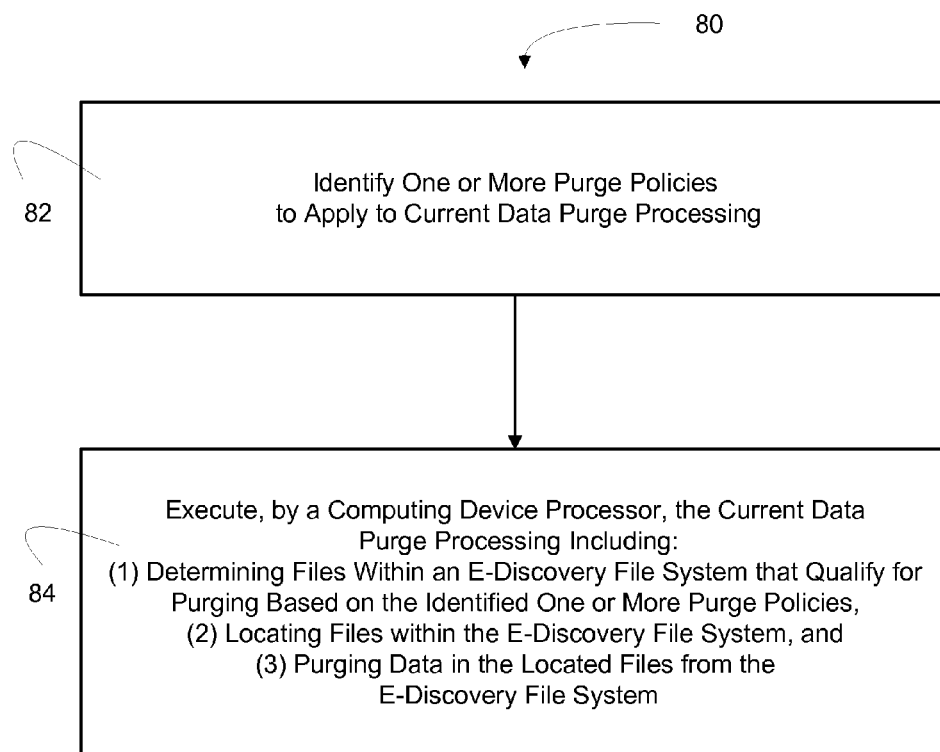 80
Identify One or More Purge Policies
to Apply to Current Data Purge Processing
82
Execute, by a Computing Device Processor, the Current Data
Purge Processing Including:
(1) Determining Files Within an E-Discovery File System that Qualify for
Purging Based on the Identified One or More Purge Policies,
(2) Locating Files within the E-Discovery File System, and
(3) Purging Data in the Located Files from the
E-Discovery File System
84